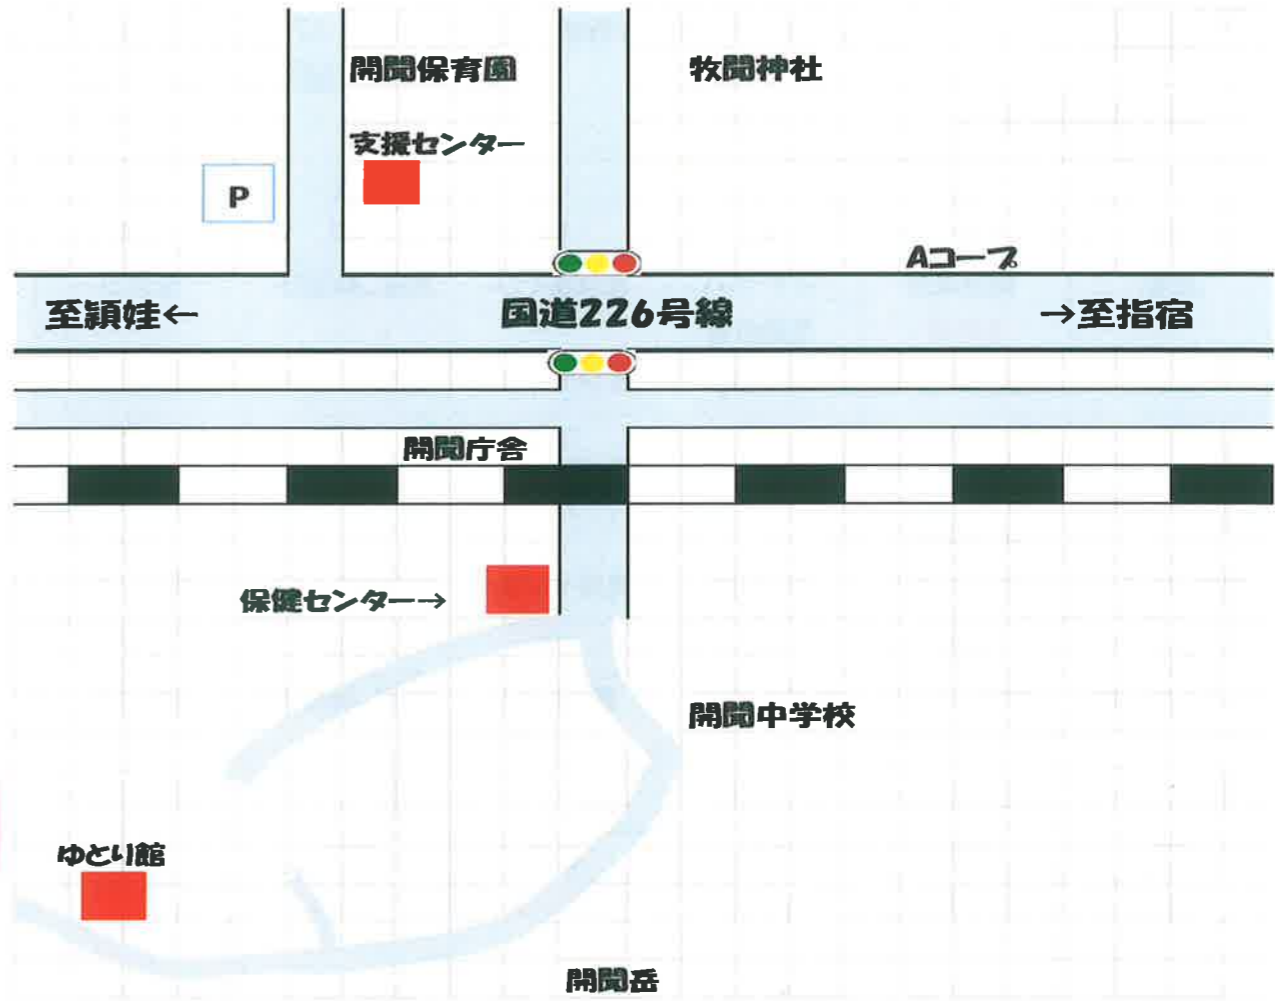 開聞保育園
牧聞神社
支援センター
P
Aコープ
至頴娃←
国道226号線
→至指宿
開聞庁舎
保健センター→
開聞中学校
ゆとり館
開聞岳